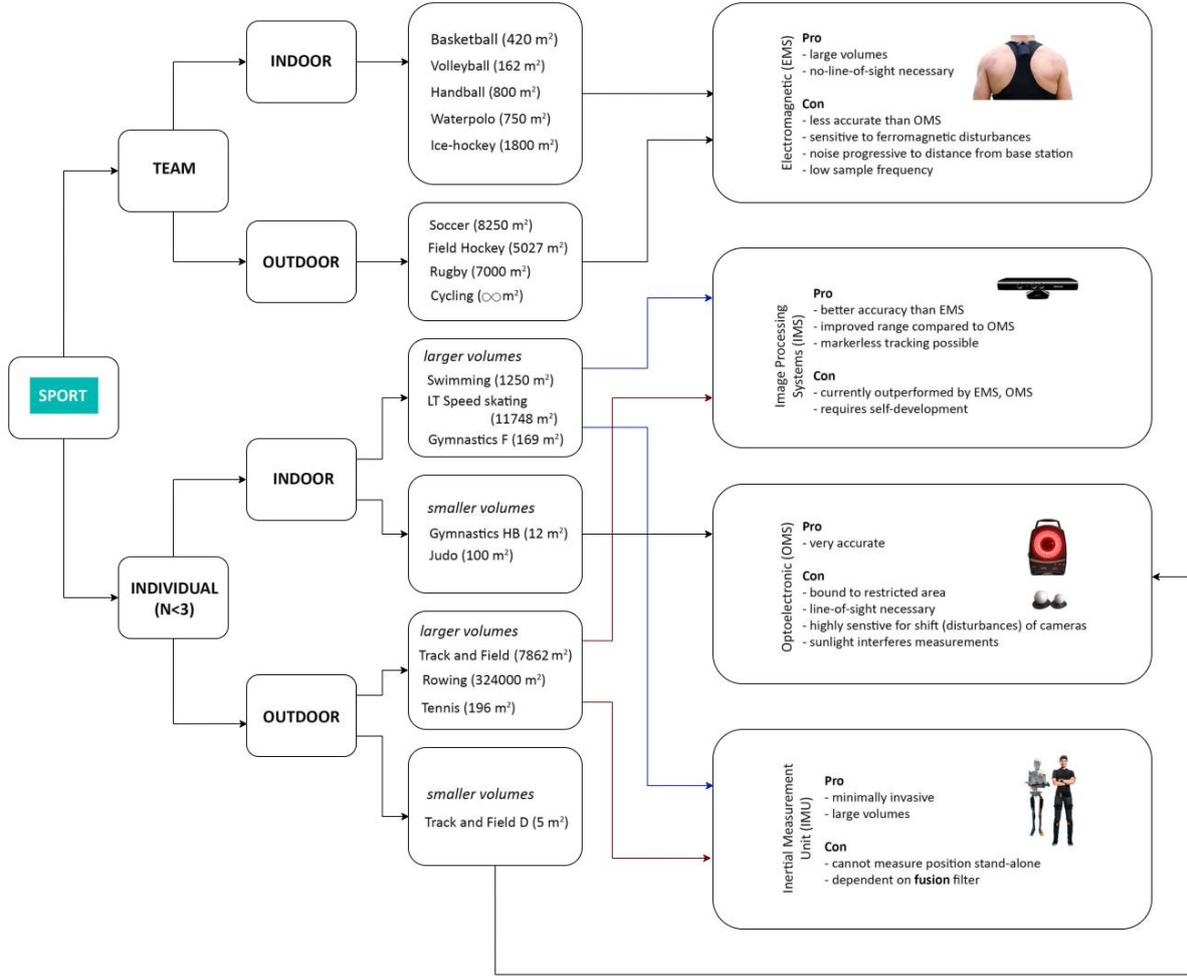 SPORT
TEAM
INDOOR
Basketball (420 m²)
Volleyball (162 m²)
Handball (800 m²)
Waterpolo (750 m²)
Ice-hockey (1800 m²)
OUTDOOR
Soccer (8250 m²)
Field Hockey (5027 m²)
Rugby (7000 m²)
Cycling (∞m²)
INDIVIDUAL
(N<3)
INDOOR
larger volumes
Swimming (1250 m²)
LT Speed skating
(11748 m²)
Gymnastics F (169 m²)
smaller volumes
Gymnastics HB (12 m²)
Judo (100 m²)
OUTDOOR
larger volumes
Track and Field (7862 m²)
Rowing (324000 m²)
Tennis (196 m²)
smaller volumes
Track and Field D (5 m²)
Electromagnetic (EMS)
Pro
- large volumes
- no-line-of-sight necessary
Con
- less accurate than OMS
- sensitive to ferromagnetic disturbances
- noise progressive to distance from base station
- low sample frequency
Image Processing
Systems (IMS)
Pro
- better accuracy than EMS
- improved range compared to OMS
- markerless tracking possible
Con
- currently outperformed by EMS, OMS
- requires self-development
Optoelectronic (OMS)
Pro
- very accurate
Con
- bound to restricted area
- line-of-sight necessary
- highly senstive for shift (disturbances) of cameras
- sunlight interferes measurements
Inertial Measurement
Unit (IMU)
Pro
- minimally invasive
- large volumes
Con
- cannot measure position stand-alone
- dependent on fusion filter